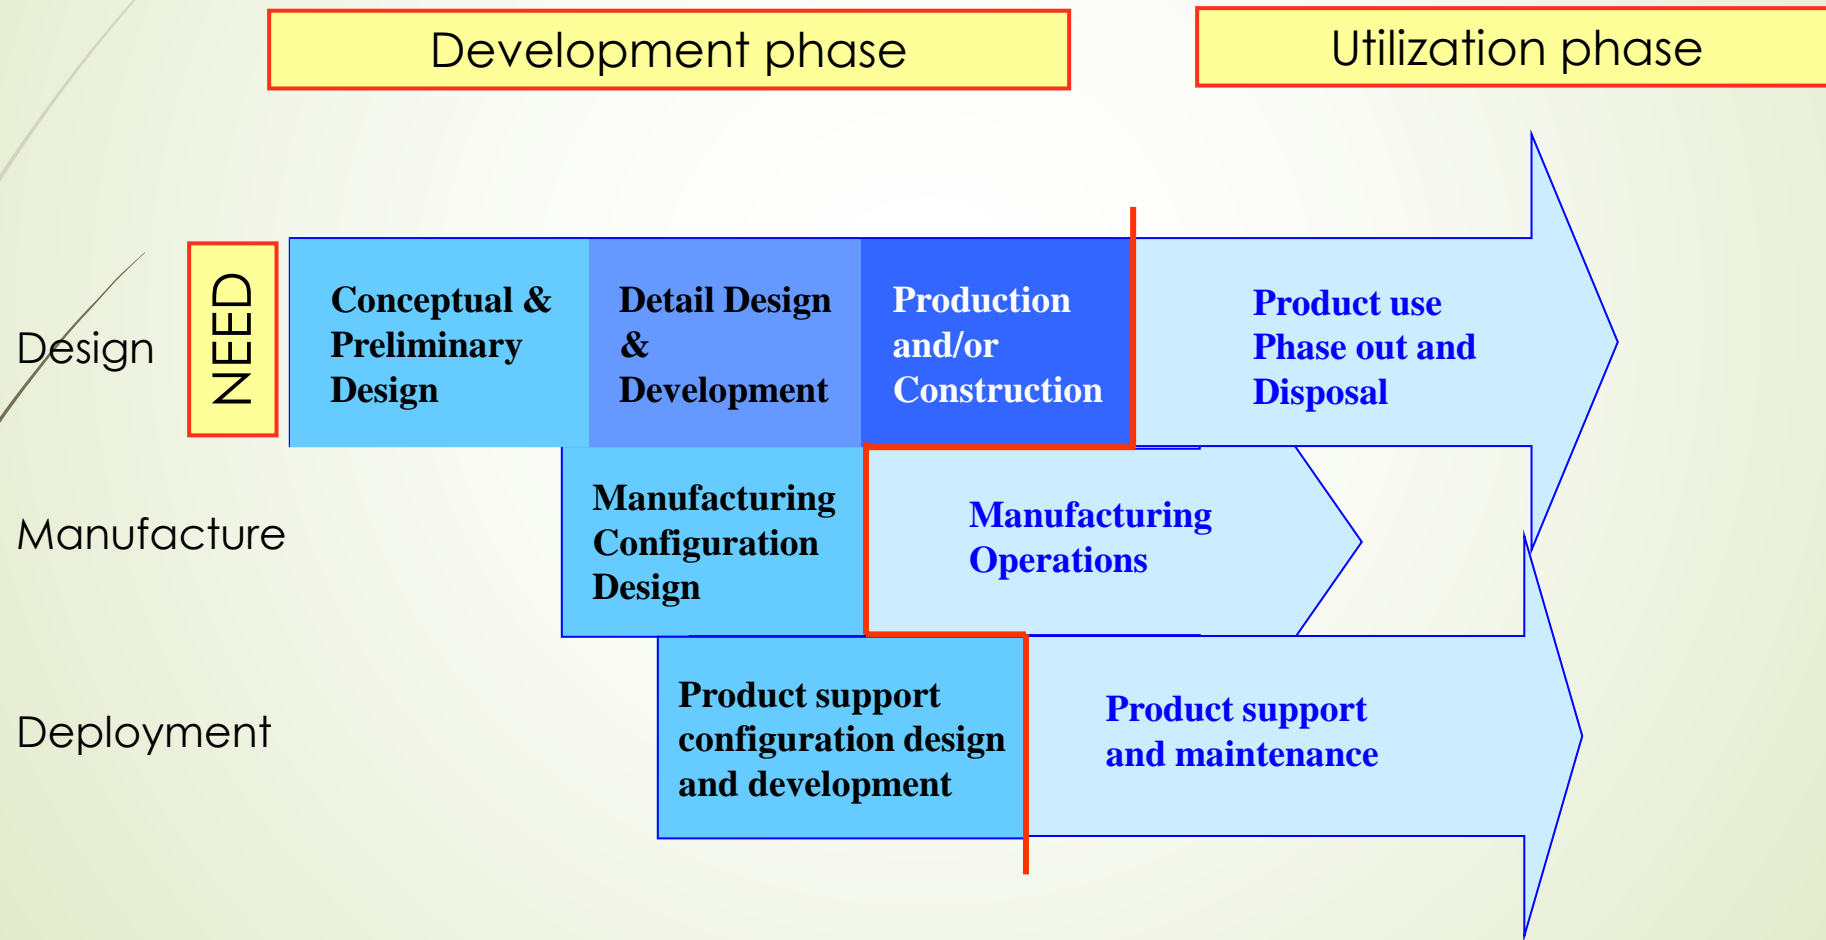 Development phase
Utilization phase
Design
NEED
Conceptual &
Preliminary
Design
Detail Design
&
Development
Production
and/or
Construction
Product use
Phase out and
Disposal
Manufacture
Manufacturing
Configuration
Design
Manufacturing
Operations
Deployment
Product support
configuration design
and development
Product support
and maintenance